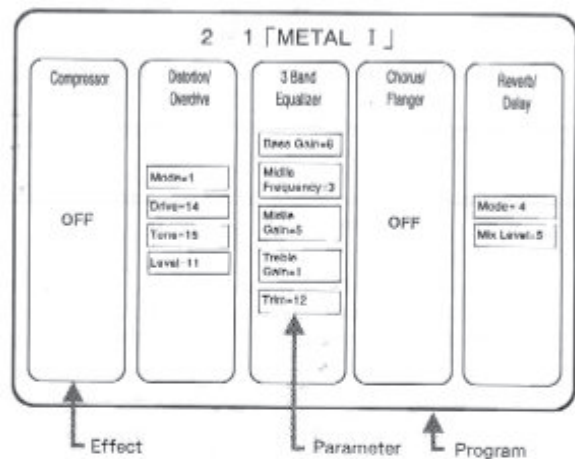 2 1「METAL I」
Compressor
OFF
Distortion/
Overdrive
Mode=1
Drive=14
Tone=15
Level=11
3 Band
Equalizer
Bass Gain=6
Midlle
Frequency=3
Midlle
Gain=5
Treble
Gain=1
Trim=12
Chorus/
Flanger
OFF
Reverb/
Delay
Mode=4
Mix Level=5
Effect
Parameter
Program